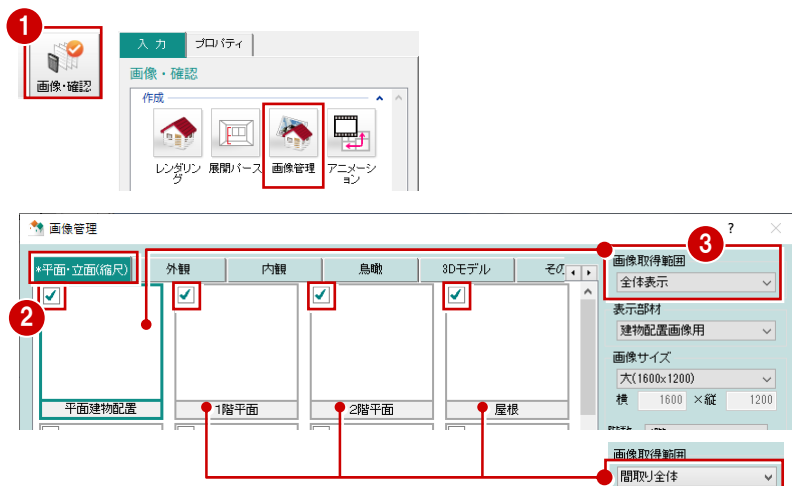 1
画像・確認
入 力 プロパティ
画像・確認
作成
レンダリング 展開パース 画像管理 アニメーション
画像管理 ? ×
*平面・立面(縮尺) 外観 内観 鳥瞰 3Dモデル その
2
平面建物配置 1階平面 2階平面 屋根
3
画像取得範囲
全体表示
表示部材
建物配置画像用
画像サイズ
大(1600x1200)
横 1600 ×縦 1200
画像取得範囲
間取り全体